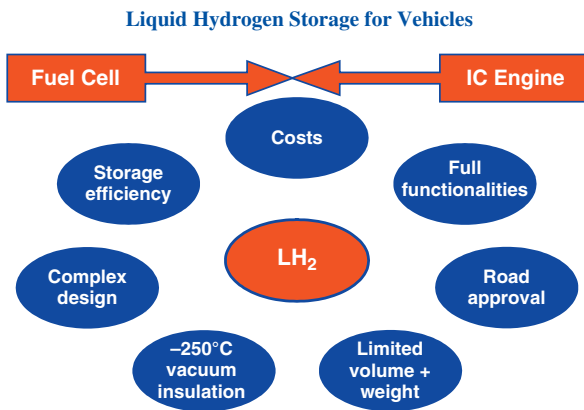 Liquid Hydrogen Storage for Vehicles
Fuel Cell
IC Engine
Costs
Storage
efficiency
Full
functionalities
LH₂
Complex
design
Road
approval
–250°C
vacuum
insulation
Limited
volume +
weight